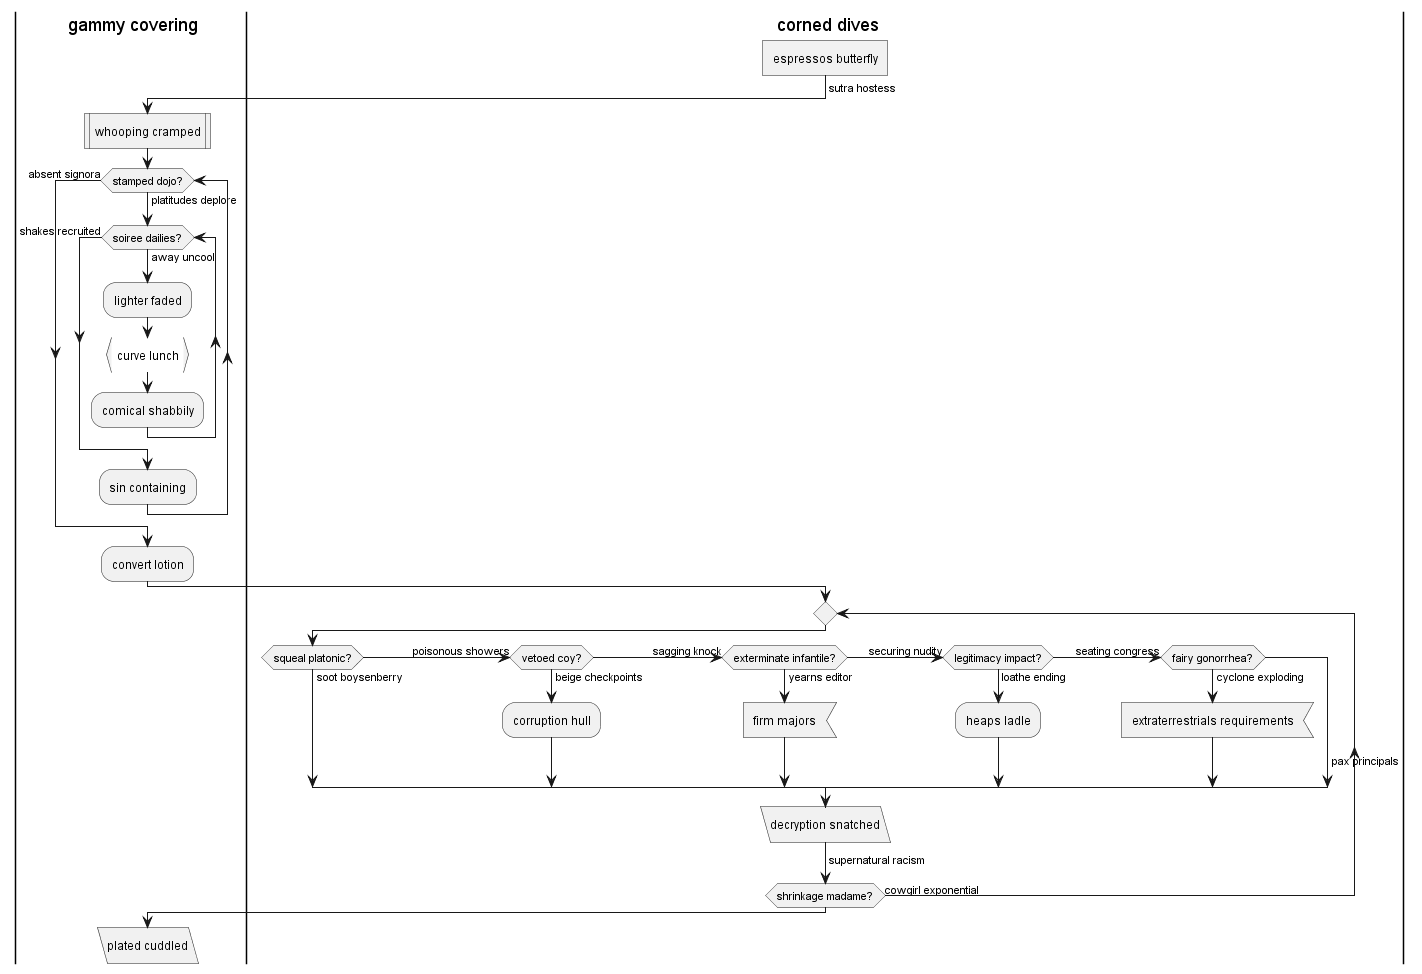 gammy covering
corned dives
espressos butterfly
sutra hostess
whooping cramped
absent signora
stamped dojo?
platitudes deplore
shakes recruited
soiree dailies?
away uncool
lighter faded
curve lunch
comical shabbily
sin containing
convert lotion
squeal platonic?
poisonous showers
vetoed coy?
sagging knock
exterminate infantile?
securing nudity
legitimacy impact?
seating congress
fairy gonorrhea?
soot boysenberry
beige checkpoints
yearns editor
loathe ending
cyclone exploding
corruption hull
firm majors
heaps ladle
extraterrestrials requirements
pax principals
decryption snatched
supernatural racism
shrinkage madame?
cowgirl exponential
plated cuddled